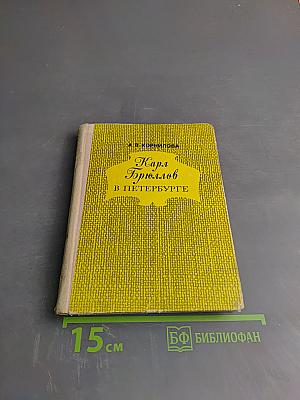 А. В. КОРНИЛОВА
Карл
Брюллов
В ПЕТЕРБУРГЕ
15 см
БФ БИБЛИОФАН